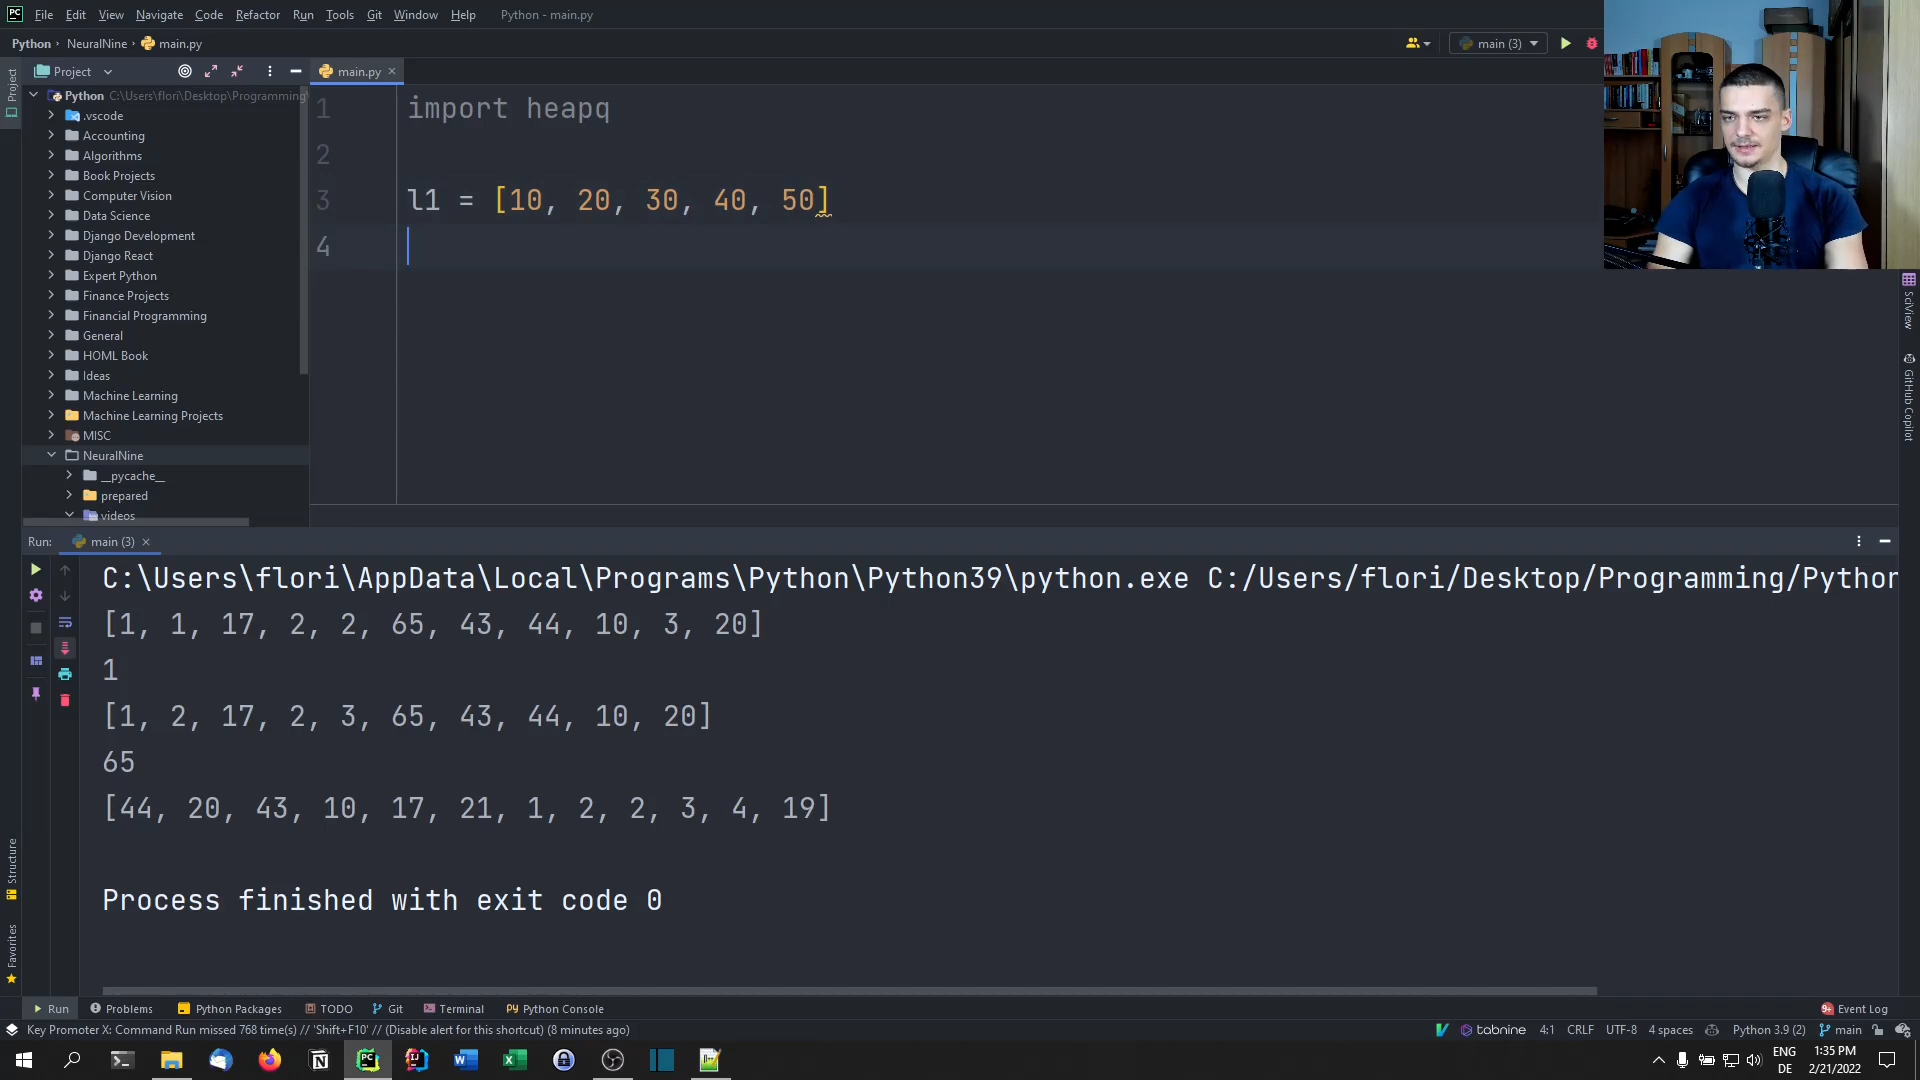 File Edit View Navigate Code Refactor Run Tools Git Window Help Python - main.py
Python NeuralNine main.py
main (3)
Project
Project
main.py
Python C:\Users\flori\Desktop\Programming
.vscode
Accounting
Algorithms
Book Projects
Computer Vision
Data Science
Django Development
Django React
Expert Python
Finance Projects
Financial Programming
General
HOML Book
Ideas
Machine Learning
Machine Learning Projects
MISC
NeuralNine
__pycache__
prepared
videos
1 import heapq
2
3 l1 = [10, 20, 30, 40, 50]
4
SciView
GitHub Copilot
Run: main (3)
C:\Users\flori\AppData\Local\Programs\Python\Python39\python.exe C:/Users/flori/Desktop/Programming/Python
[1, 1, 17, 2, 2, 65, 43, 44, 10, 3, 20]
1
[1, 2, 17, 2, 3, 65, 43, 44, 10, 20]
65
[44, 20, 43, 10, 17, 21, 1, 2, 2, 3, 4, 19]
Process finished with exit code 0
Structure
Favorites
Run Problems Python Packages TODO Git Terminal Python Console Event Log
Key Promoter X: Command Run missed 768 time(s) // 'Shift+F10' // (Disable alert for this shortcut) (8 minutes ago) tabnine 4:1 CRLF UTF-8 4 spaces Python 3.9 (2) main
ENG
DE
1:35 PM
2/21/2022